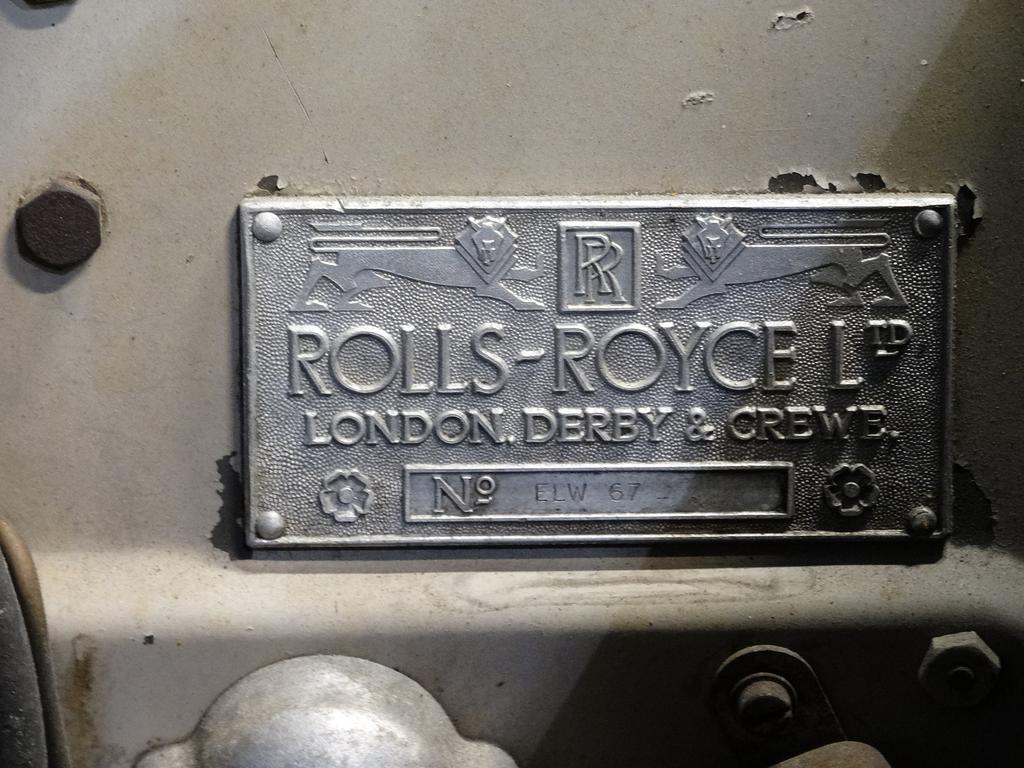 RR
ROLLS-ROYCE LTD
LONDON. DERBY & CREWE.
Nº ELW 67